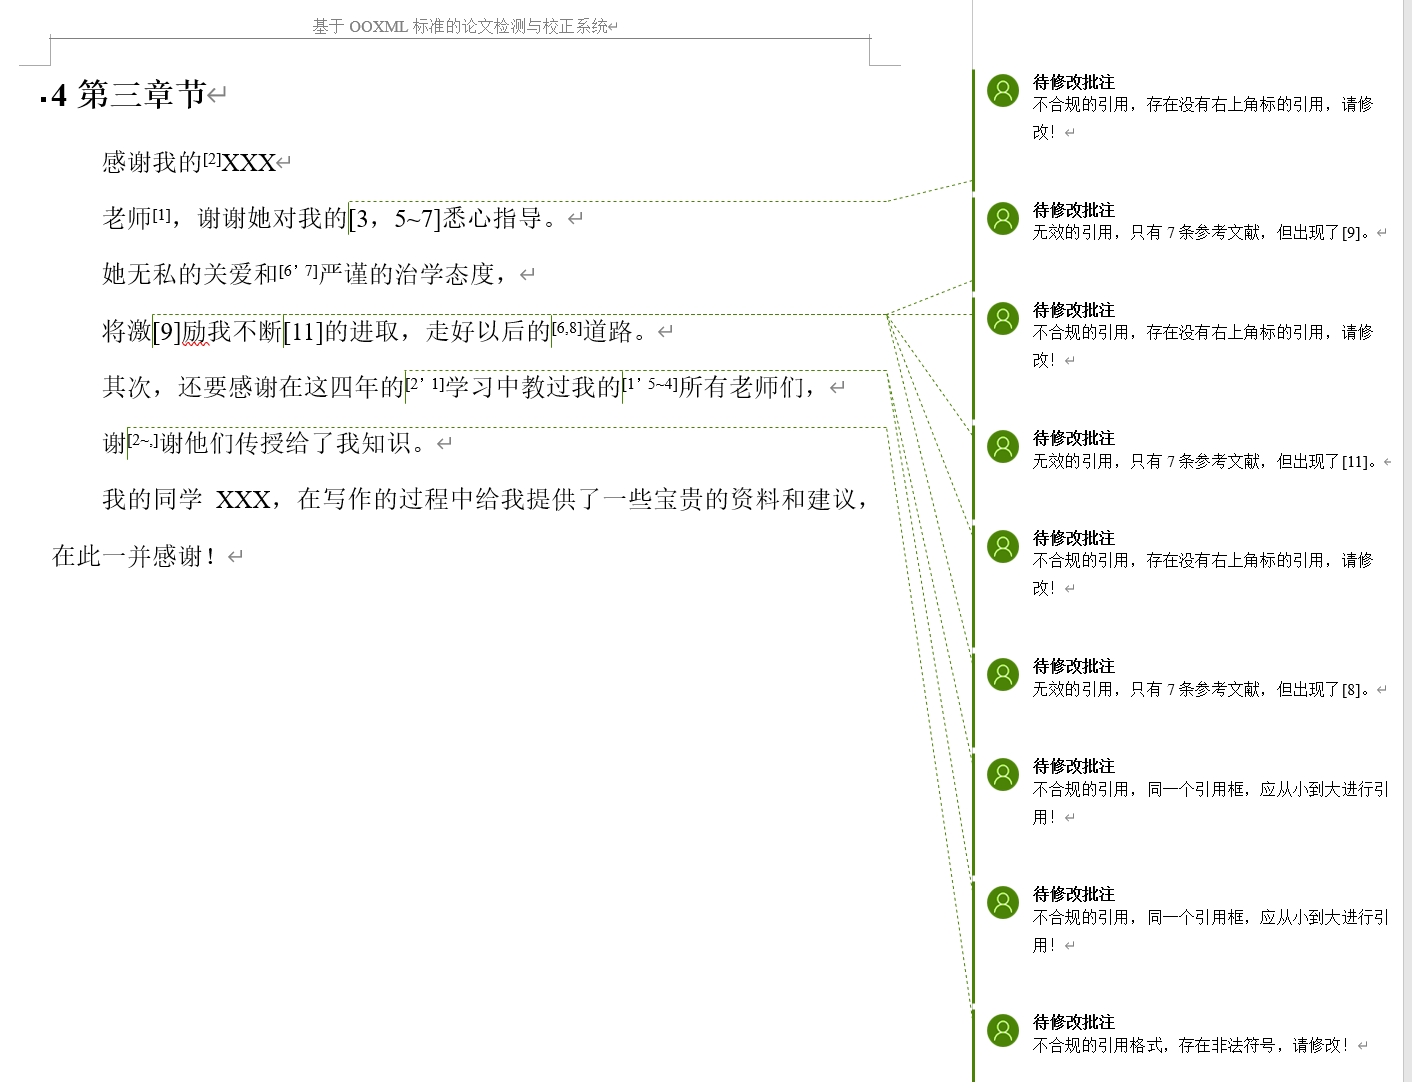 基于 OOXML 标准的论文检测与校正系统↵
4 第三章节↵
感谢我的[2]XXX↵
老师[1]，谢谢她对我的[3，5~7]悉心指导。↵
她无私的关爱和[6，7]严谨的治学态度，↵
将激[9]励我不断[11]的进取，走好以后的[6,8]道路。↵
其次，还要感谢在这四年的[2，1]学习中教过我的[1，5~4]所有老师们，↵
谢[2~,]谢他们传授给了我知识。↵
我的同学 XXX，在写作的过程中给我提供了一些宝贵的资料和建议，
在此一并感谢！↵
待修改批注
不合规的引用，存在没有右上角标的引用，请修
改！↵
待修改批注
无效的引用，只有 7 条参考文献，但出现了[9]。↵
待修改批注
不合规的引用，存在没有右上角标的引用，请修
改！↵
待修改批注
无效的引用，只有 7 条参考文献，但出现了[11]。↵
待修改批注
不合规的引用，存在没有右上角标的引用，请修
改！↵
待修改批注
无效的引用，只有 7 条参考文献，但出现了[8]。↵
待修改批注
不合规的引用，同一个引用框，应从小到大进行引
用！↵
待修改批注
不合规的引用，同一个引用框，应从小到大进行引
用！↵
待修改批注
不合规的引用格式，存在非法符号，请修改！↵